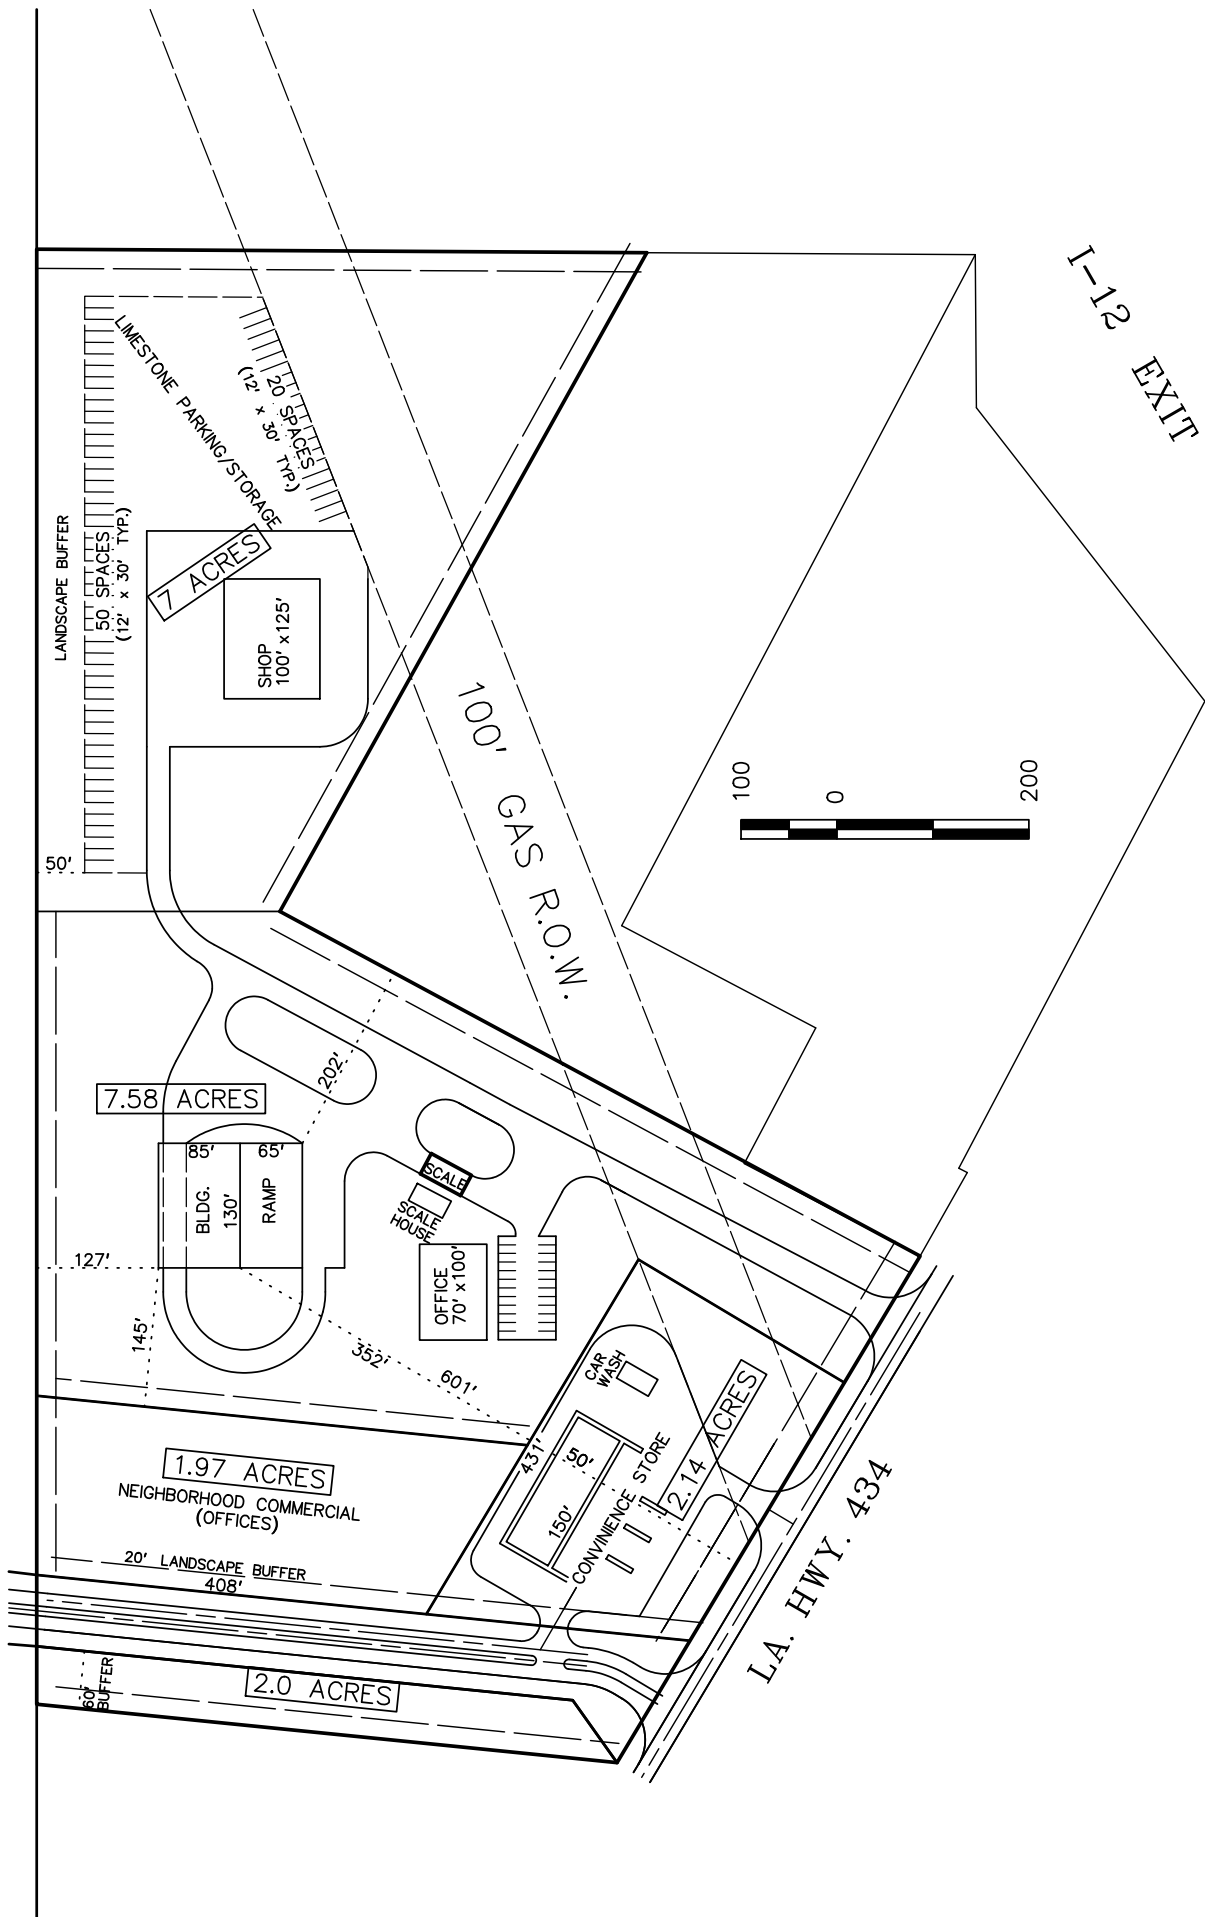 I-12 EXIT
LIMESTONE PARKING/STORAGE
20 SPACES
(12' x 30' TYP.)
LANDSCAPE BUFFER
50 SPACES
(12' x 30' TYP.)
7 ACRES
SHOP
100' x125'
100' GAS R.O.W.
100
0
200
50'
202'
7.58 ACRES
85'
65'
BLDG.
130'
RAMP
SCALE
SCALE
HOUSE
127'
OFFICE
70' x100'
145'
352'
601'
CAR
WASH
431'
50'
150'
CONVINIENCE STORE
2.14 ACRES
1.97 ACRES
NEIGHBORHOOD COMMERCIAL
(OFFICES)
20' LANDSCAPE BUFFER
408'
LA. HWY. 434
60'
BUFFER
2.0 ACRES